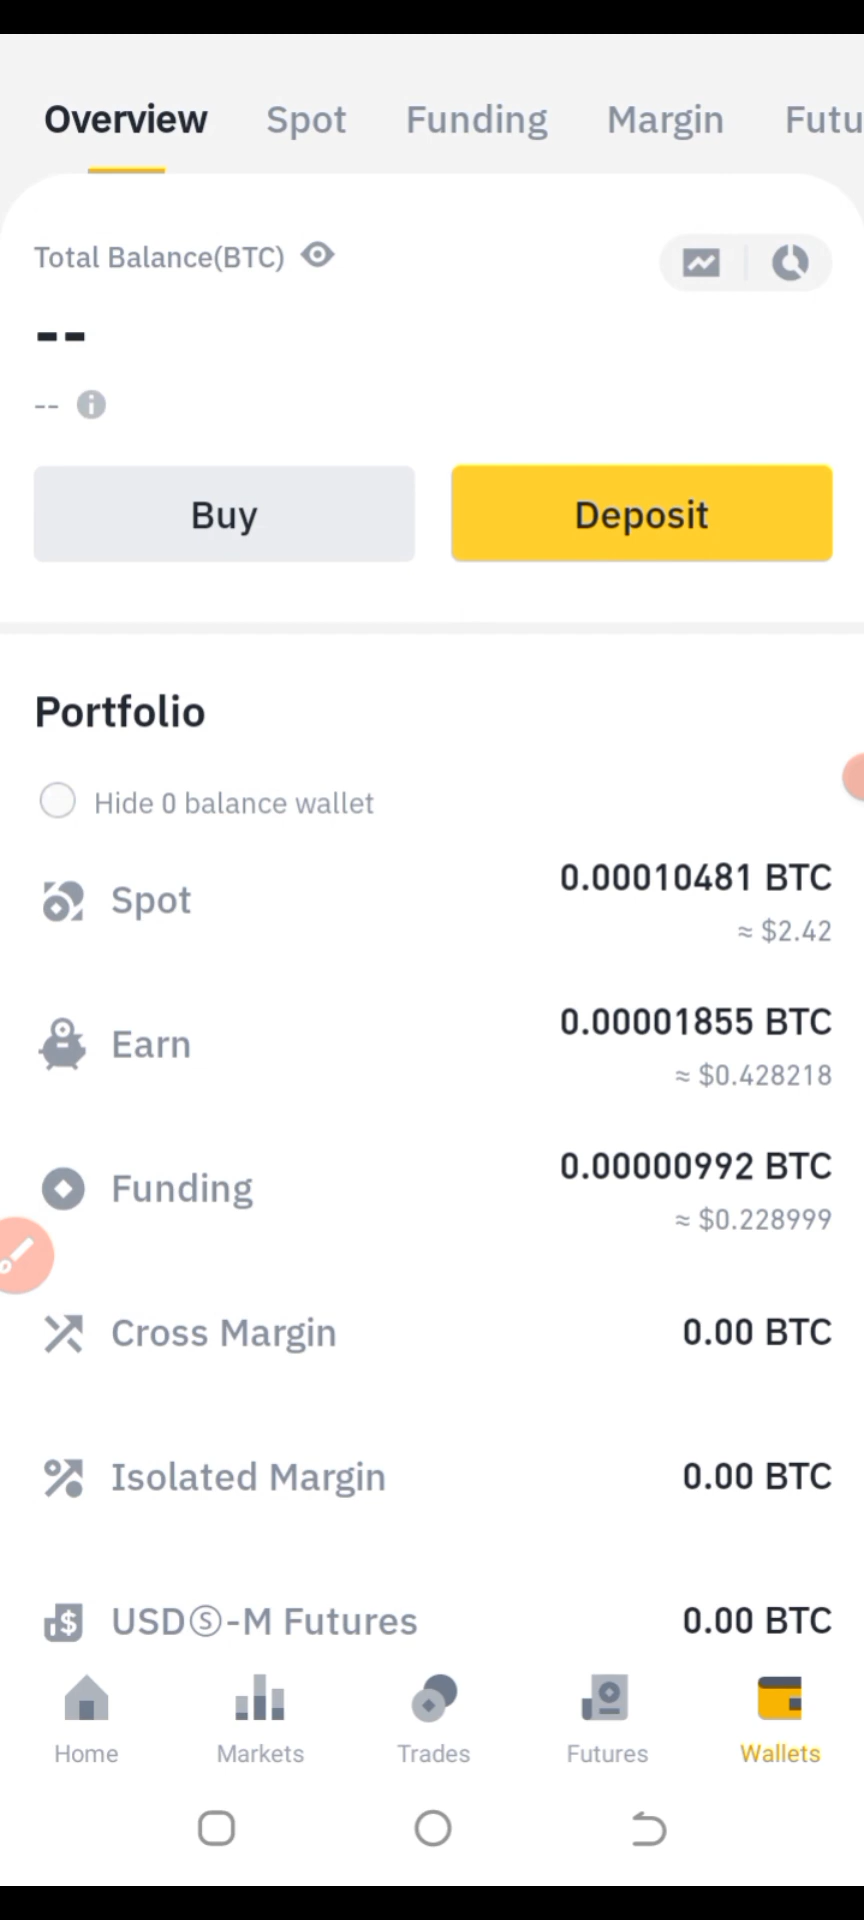 Overview Spot Funding Margin Futu
Total Balance(BTC)
--
--
Buy Deposit
Portfolio
Hide 0 balance wallet
Spot 0.00010481 BTC
≈ $2.42
Earn 0.00001855 BTC
≈ $0.428218
Funding 0.00000992 BTC
≈ $0.228999
Cross Margin 0.00 BTC
Isolated Margin 0.00 BTC
USDⓈ-M Futures 0.00 BTC
Home Markets Trades Futures Wallets